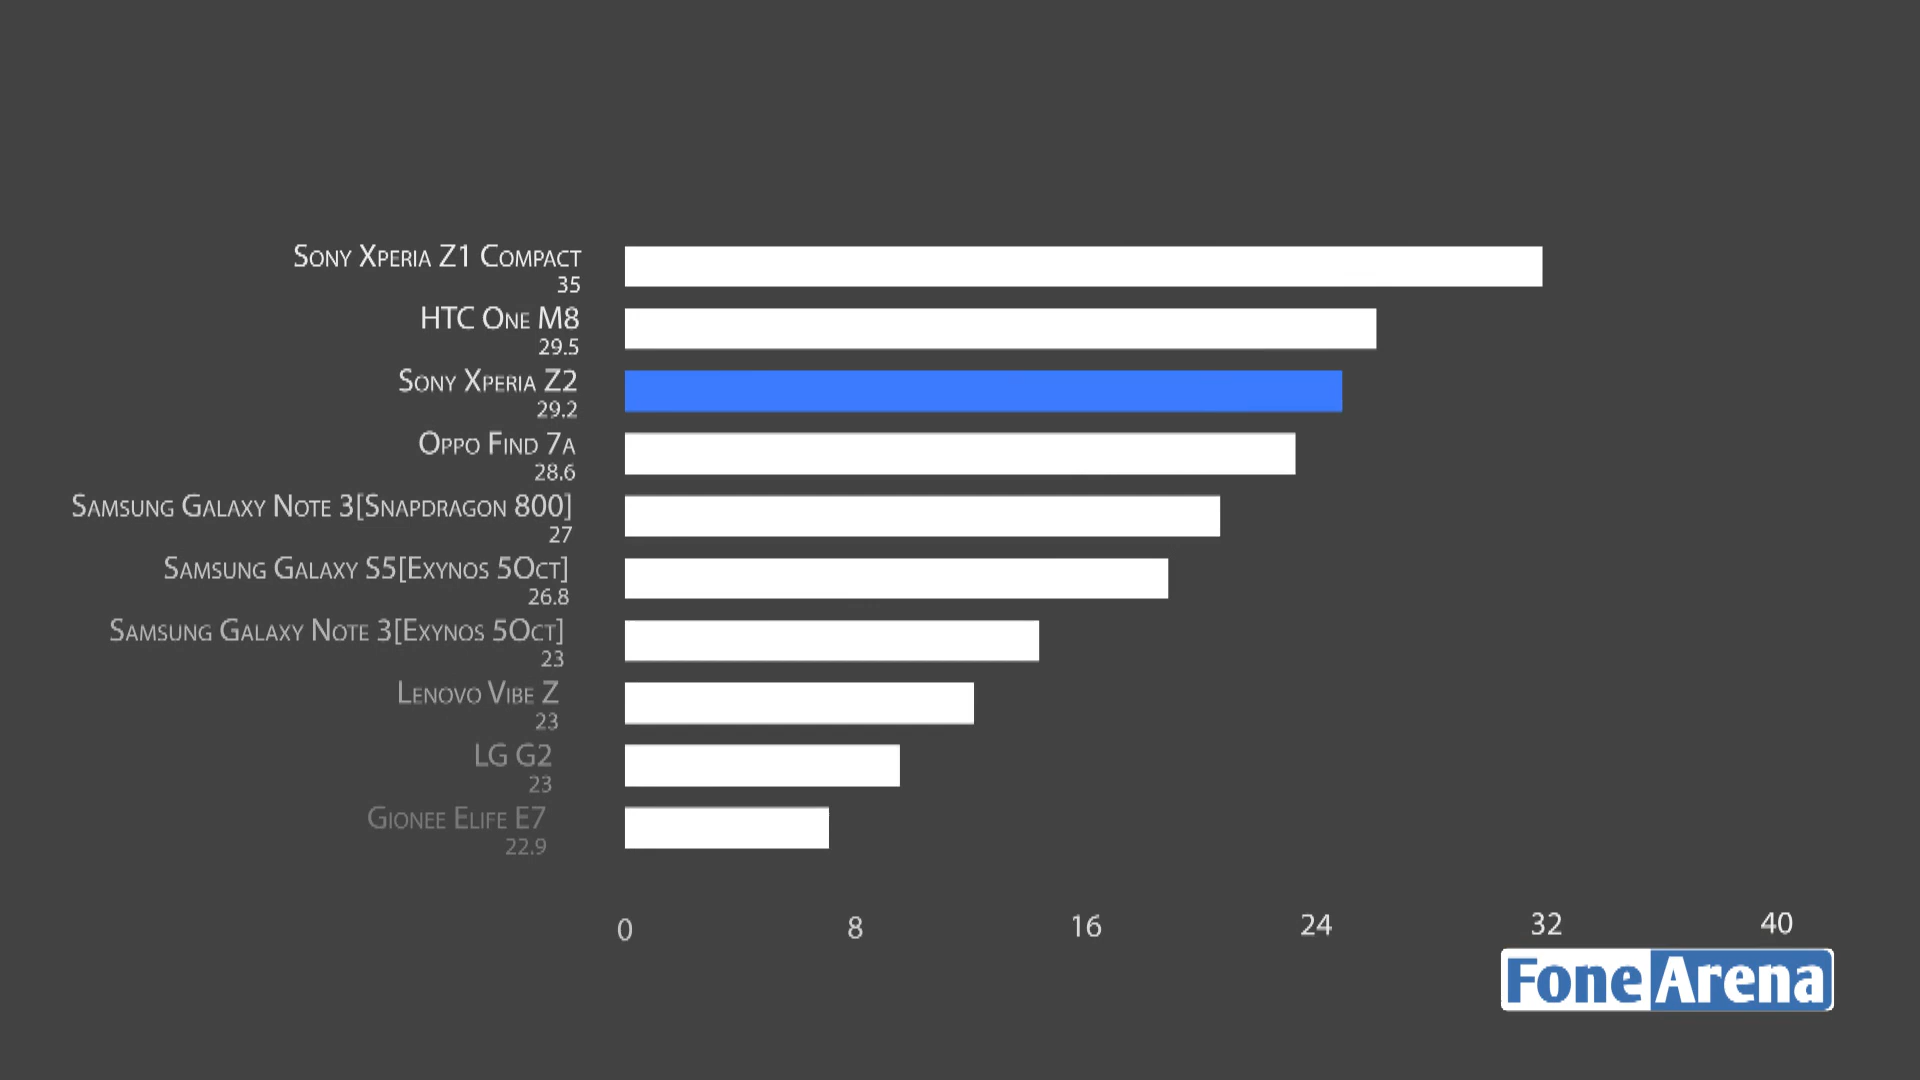 Sony Xperia Z1 Compact
35
HTC One M8
29.5
Sony Xperia Z2
29.2
Oppo Find 7a
28.6
Samsung Galaxy Note 3[Snapdragon 800]
27
Samsung Galaxy S5[Exynos 5Oct]
26.8
Samsung Galaxy Note 3[Exynos 5Oct]
23
Lenovo Vibe Z
23
LG G2
23
Gionee Elife E7
22.9
0 8 16 24 32 40
FoneArena